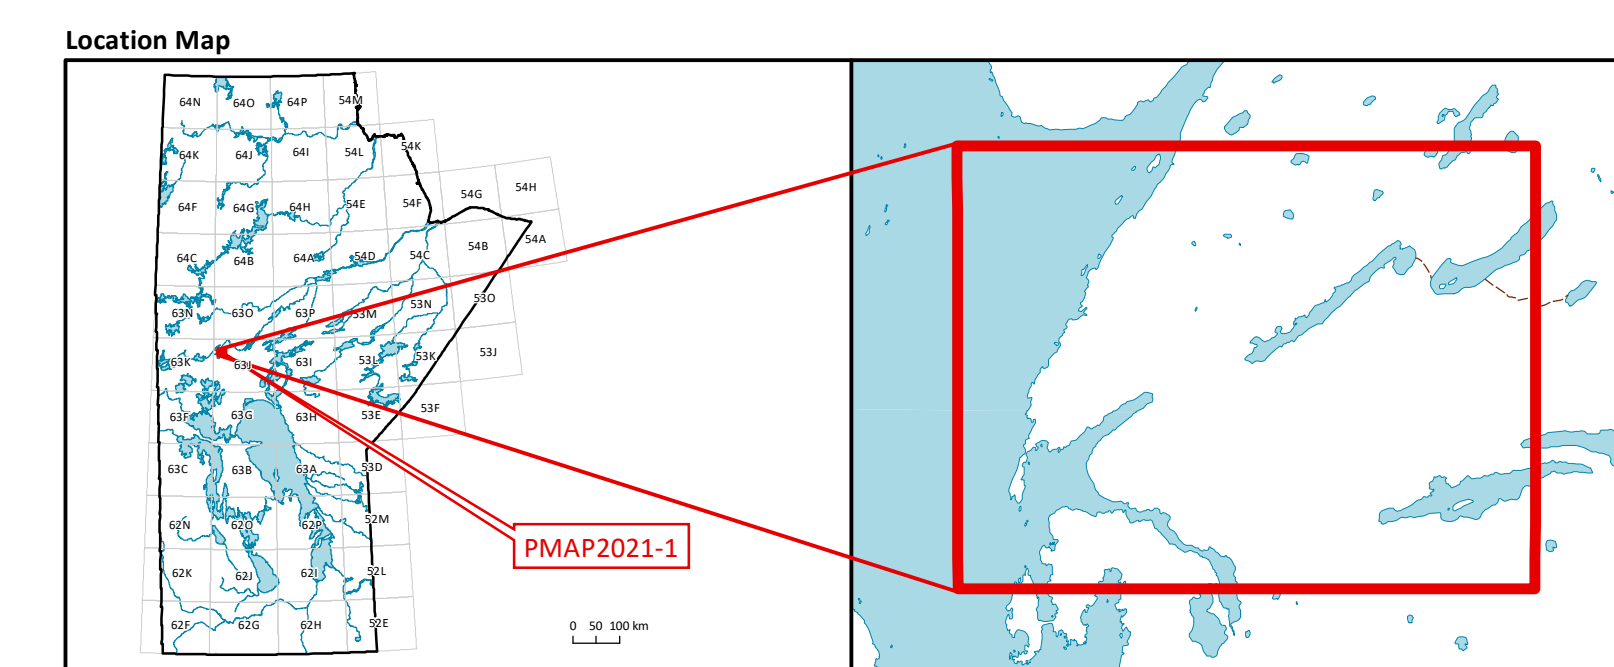 Location Map
64N 64O 64P 54M
64K 64J 64I 54L 54K
64F 64G 64H 54E 54F 54G 54H
64C 64B 64A 54D 54C 54B 54A
63N 63O 63P 53M 53N 53O
63K 63J 63I 53L 53K 53J
63F 63G 63H 53E 53F
63C 63B 63A 53D
62N 62O 62P 52M
PMAP2021-1
62K 62J 62I 52L
62F 62G 62H 52E
0 50 100 km